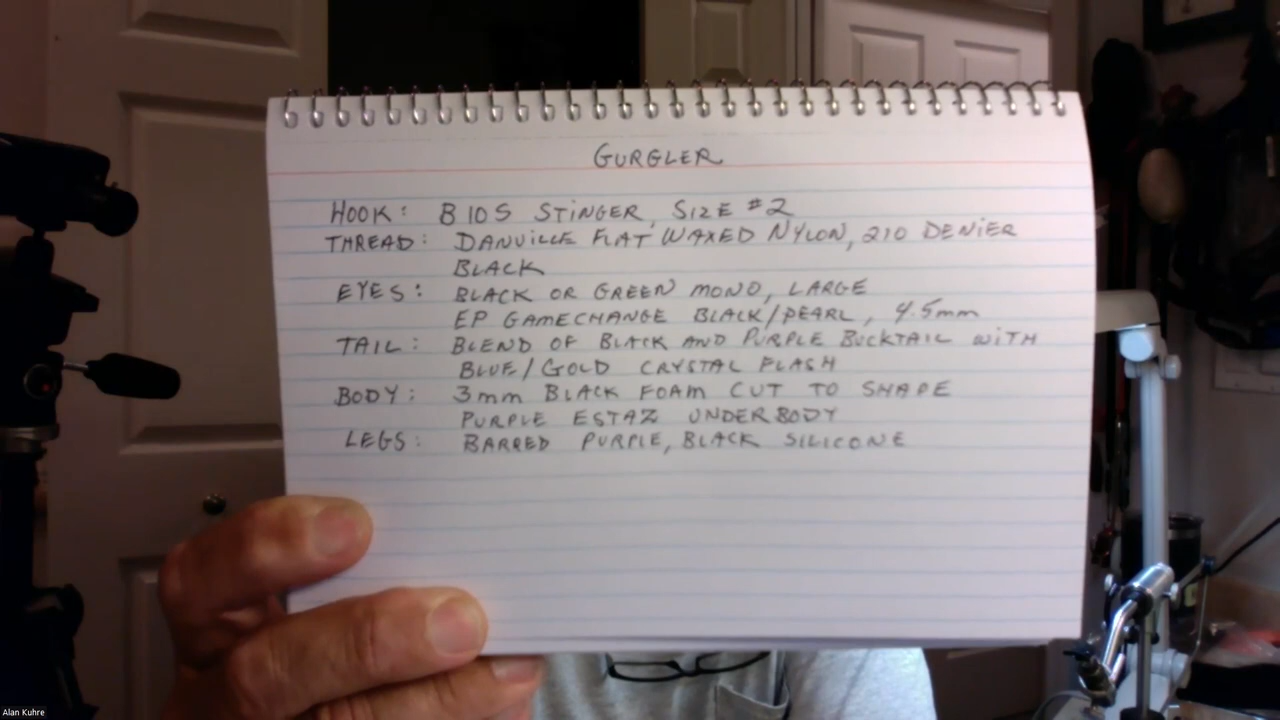 GURGLER
HOOK: B10S STINGER, SIZE #2
THREAD: DANVILLE FLAT WAXED NYLON, 210 DENIER
BLACK
EYES: BLACK OR GREEN MONO, LARGE
EP GAMECHANGE BLACK/PEARL, 4.5mm
TAIL: BLEND OF BLACK AND PURPLE BUCKTAIL WITH
BLUE/GOLD CRYSTAL FLASH
BODY: 3mm BLACK FOAM CUT TO SHAPE
PURPLE ESTAZ UNDERBODY
LEGS: BARRED PURPLE, BLACK SILICONE
Alan Kuhre